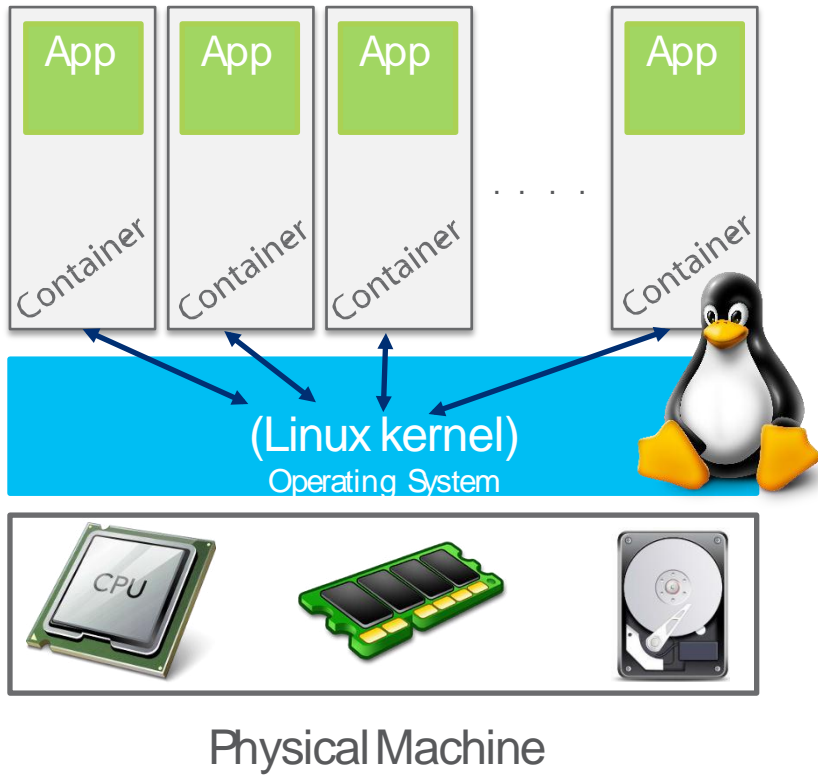 App
App
App
App
. . . .
Container
Container
Container
Container
(Linux kernel)
Operating System
CPU
Physical Machine